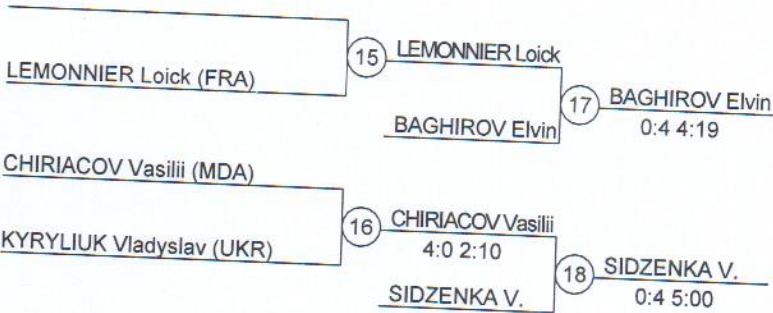 LEMONNIER Loick (FRA)
15
LEMONNIER Loick
BAGHIROV Elvin
17
BAGHIROV Elvin
0:4 4:19
CHIRIACOV Vasilii (MDA)
KYRYLIUK Vladyslav (UKR)
16
CHIRIACOV Vasilii
4:0 2:10
SIDZENKA V.
18
SIDZENKA V.
0:4 5:00